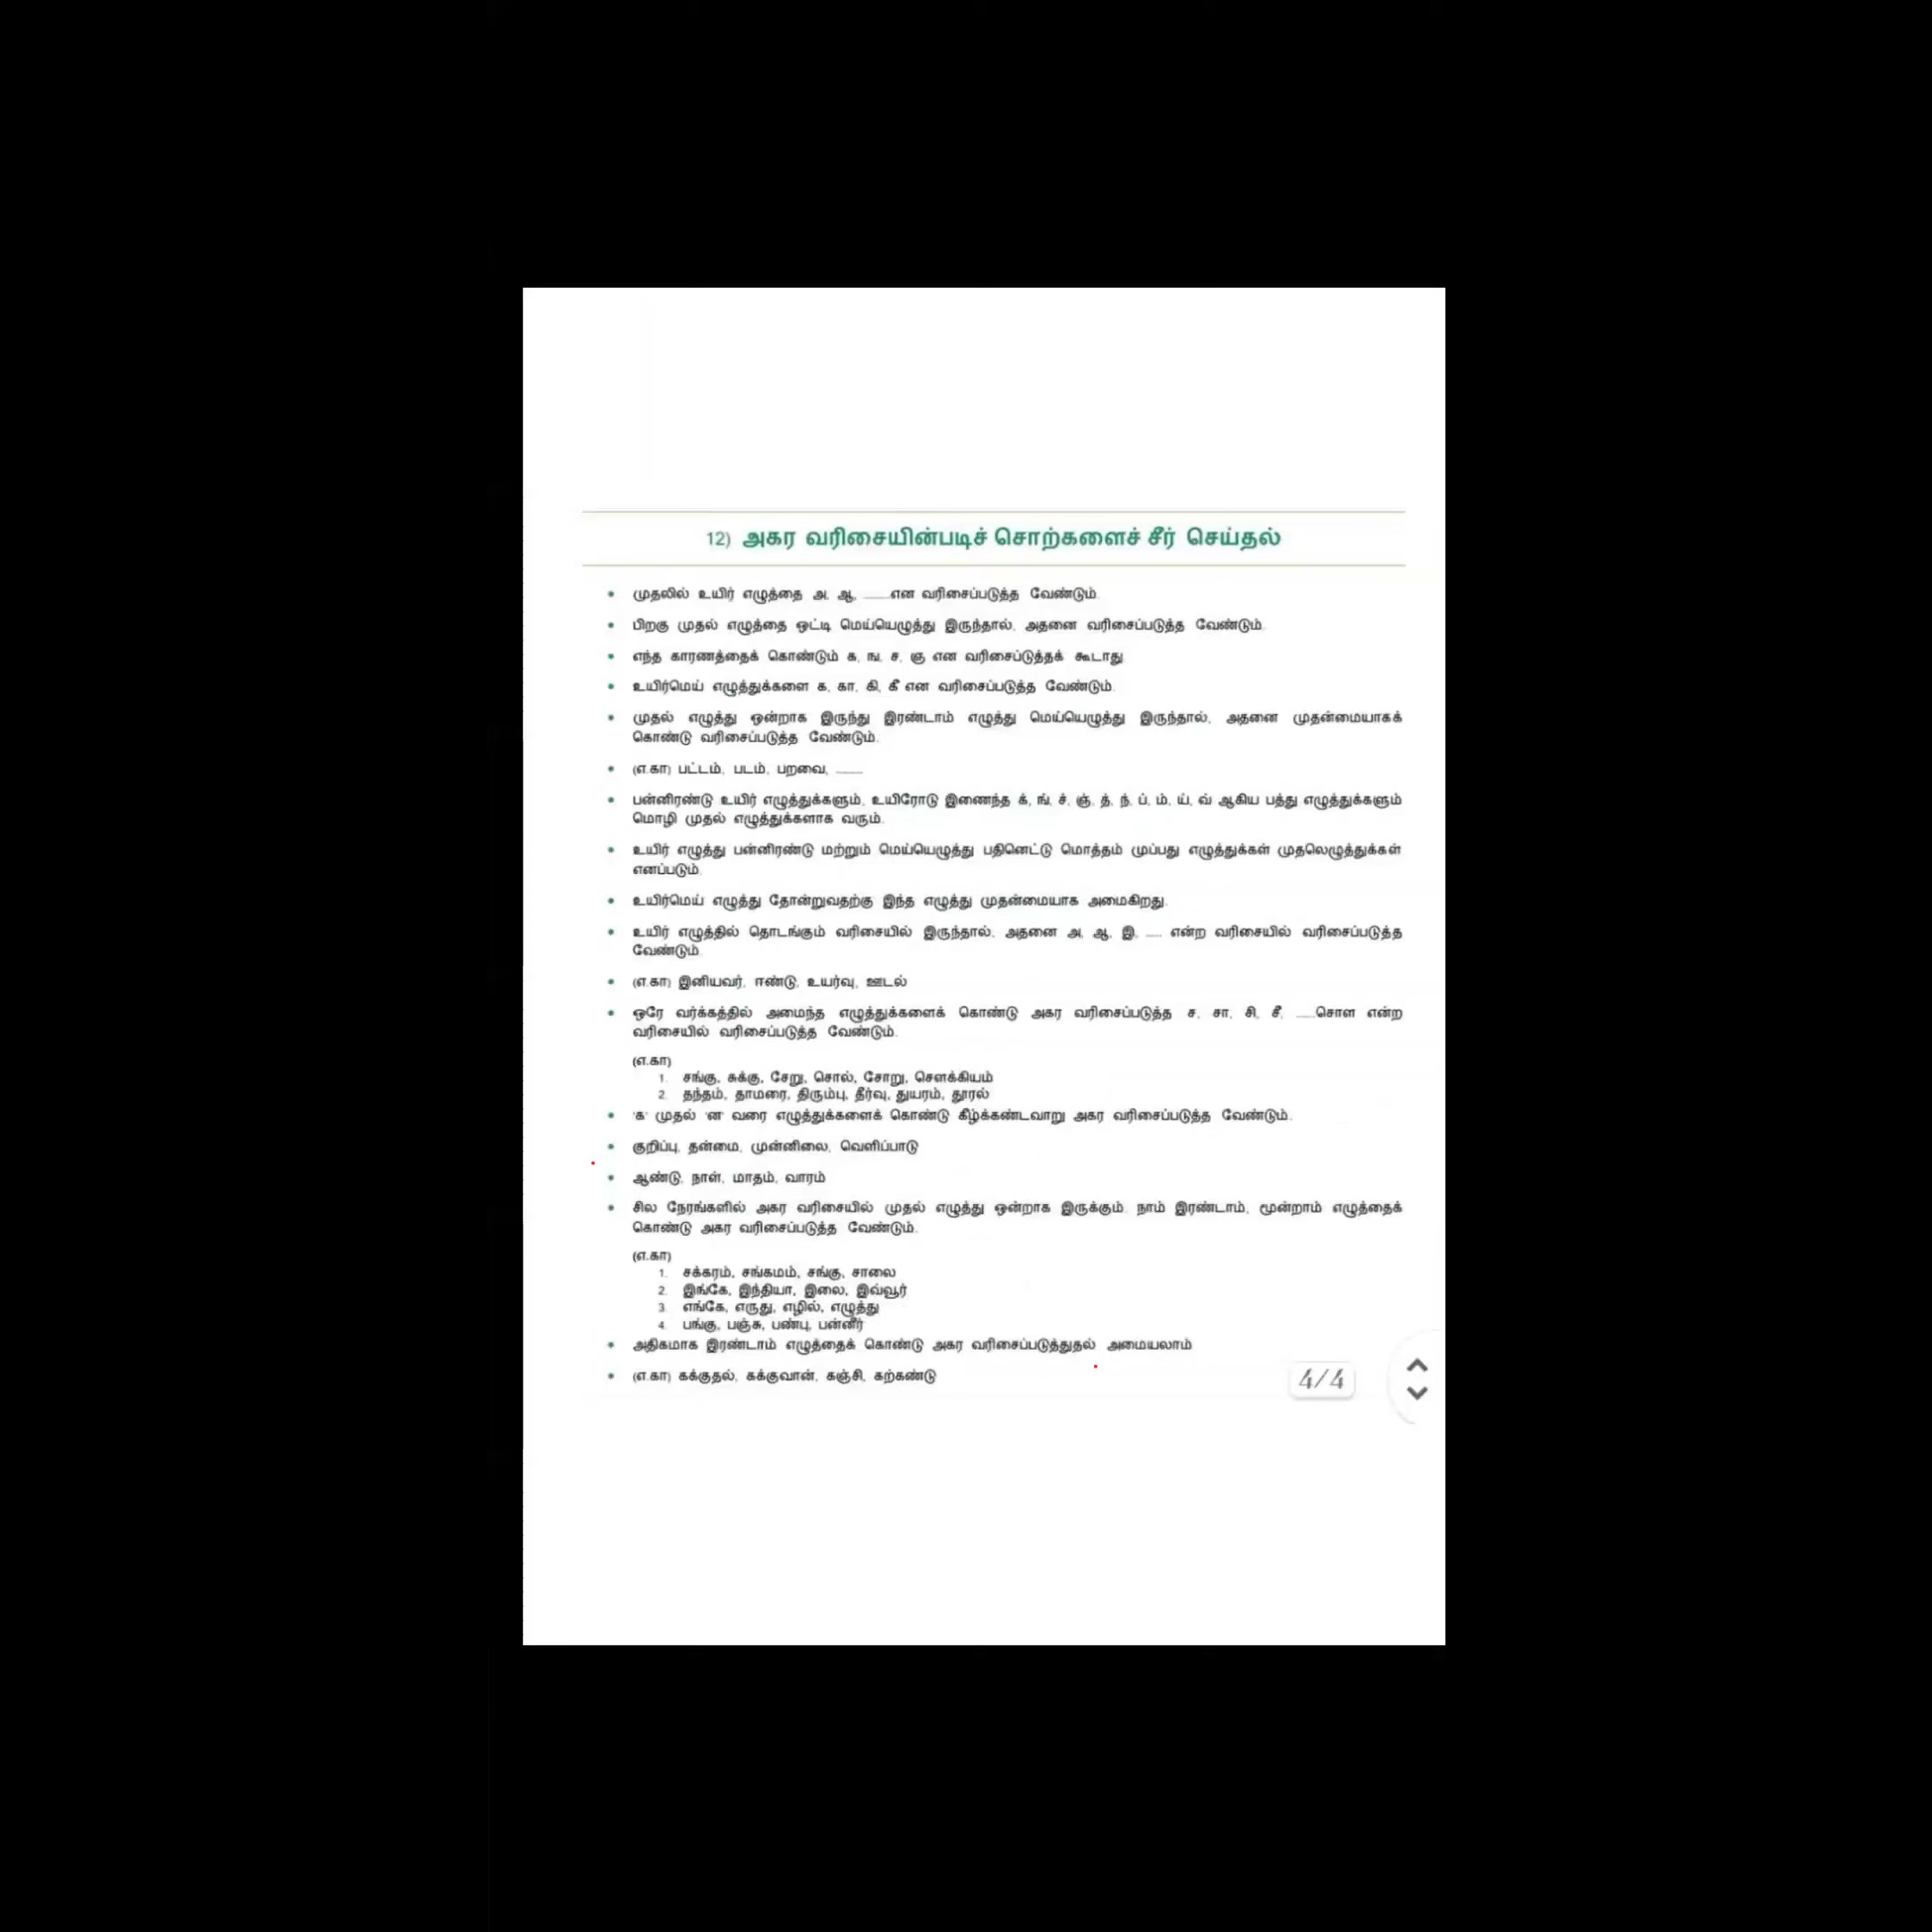 12) அகர வரிசையின்படிச் சொற்களைச் சீர் செய்தல்
• முதலில் உயிர் எழுத்தை அ, ஆ, ........என வரிசைப்படுத்த வேண்டும்.
• பிறகு முதல் எழுத்தை ஒட்டி மெய்யெழுத்து இருந்தால், அதனை வரிசைப்படுத்த வேண்டும்.
• எந்த காரணத்தைக் கொண்டும் க, ங, ச, ஞ என வரிசைப்டுத்தக் கூடாது
• உயிர்மெய் எழுத்துக்களை க, கா, கி, கீ என வரிசைப்படுத்த வேண்டும்.
• முதல் எழுத்து ஒன்றாக இருந்து இரண்டாம் எழுத்து மெய்யெழுத்து இருந்தால், அதனை முதன்மையாகக்
கொண்டு வரிசைப்படுத்த வேண்டும்.
• (எ.கா) பட்டம், படம், பறவை, ........
• பன்னிரண்டு உயிர் எழுத்துக்களும், உயிரோடு இணைந்த க், ங், ச், ஞ், த், ந், ப், ம், ய், வ் ஆகிய பத்து எழுத்துக்களும்
மொழி முதல் எழுத்துக்களாக வரும்.
• உயிர் எழுத்து பன்னிரண்டு மற்றும் மெய்யெழுத்து பதினெட்டு மொத்தம் முப்பது எழுத்துக்கள் முதலெழுத்துக்கள்
எனப்படும்.
• உயிர்மெய் எழுத்து தோன்றுவதற்கு இந்த எழுத்து முதன்மையாக அமைகிறது.
• உயிர் எழுத்தில் தொடங்கும் வரிசையில் இருந்தால், அதனை அ, ஆ, இ, ..... என்ற வரிசையில் வரிசைப்படுத்த
வேண்டும்.
• (எ.கா) இனியவர், ஈண்டு, உயர்வு, ஊடல்
• ஒரே வர்க்கத்தில் அமைந்த எழுத்துக்களைக் கொண்டு அகர வரிசைப்படுத்த ச, சா, சி, சீ, ......சௌ என்ற
வரிசையில் வரிசைப்படுத்த வேண்டும்.
(எ.கா)
1. சங்கு, சுக்கு, சேறு, சொல், சோறு, சௌக்கியம்
2. தந்தம், தாமரை, திரும்பு, தீர்வு, துயரம், தூரல்
• 'க' முதல் 'ன' வரை எழுத்துக்களைக் கொண்டு கீழ்க்கண்டவாறு அகர வரிசைப்படுத்த வேண்டும்.
• குறிப்பு, தன்மை, முன்னிலை, வெளிப்பாடு
• ஆண்டு, நாள், மாதம், வாரம்
• சில நேரங்களில் அகர வரிசையில் முதல் எழுத்து ஒன்றாக இருக்கும். நாம் இரண்டாம், மூன்றாம் எழுத்தைக்
கொண்டு அகர வரிசைப்படுத்த வேண்டும்.
(எ.கா)
1. சக்கரம், சங்கமம், சங்கு, சாலை
2. இங்கே, இந்தியா, இலை, இவ்வூர்
3. எங்கே, எருது, எழில், எழுத்து
4. பங்கு, பஞ்சு, பண்பு, பன்னீர்
• அதிகமாக இரண்டாம் எழுத்தைக் கொண்டு அகர வரிசைப்படுத்துதல் அமையலாம்
• (எ.கா) கக்குதல், கக்குவான், கஞ்சி, கற்கண்டு
4/4